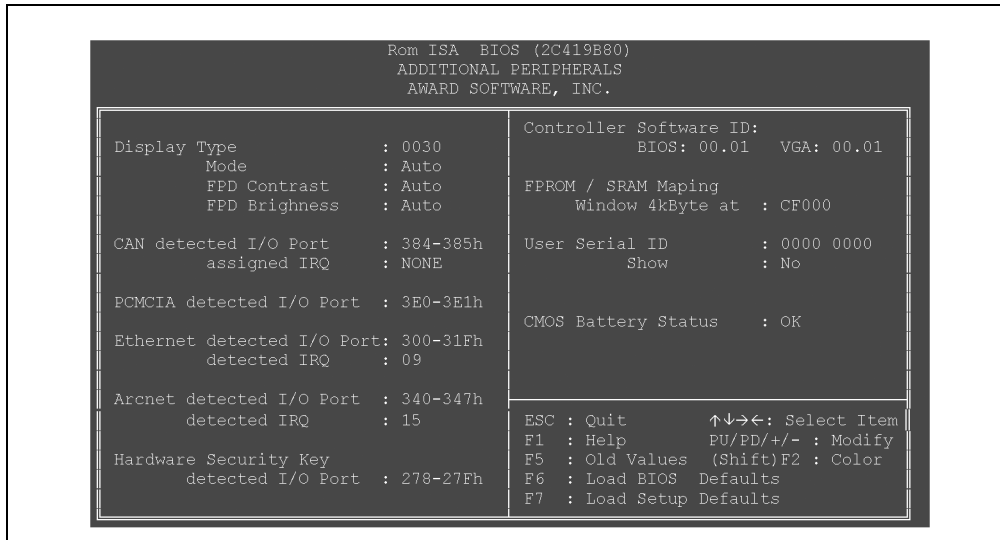 Rom ISA BIOS (2C419B80)
ADDITIONAL PERIPHERALS
AWARD SOFTWARE, INC.
Display Type : 0030
Mode : Auto
FPD Contrast : Auto
FPD Brighness : Auto
CAN detected I/O Port : 384-385h
assigned IRQ : NONE
PCMCIA detected I/O Port : 3E0-3E1h
Ethernet detected I/O Port: 300-31Fh
detected IRQ : 09
Arcnet detected I/O Port : 340-347h
detected IRQ : 15
Hardware Security Key
detected I/O Port : 278-27Fh
Controller Software ID:
BIOS: 00.01 VGA: 00.01
FPROM / SRAM Maping
Window 4kByte at : CF000
User Serial ID : 0000 0000
Show : No
CMOS Battery Status : OK
ESC : Quit ↑↓→←: Select Item
F1 : Help PU/PD/+/- : Modify
F5 : Old Values (Shift)F2 : Color
F6 : Load BIOS Defaults
F7 : Load Setup Defaults